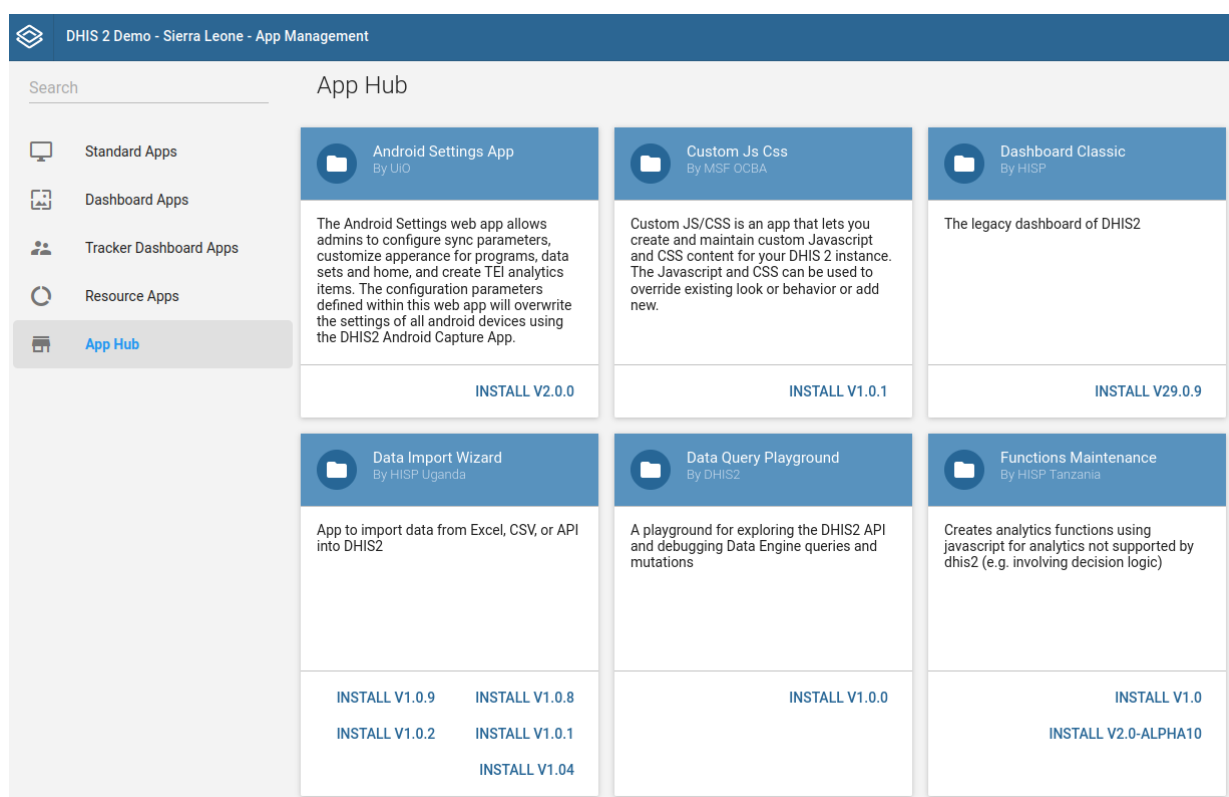 DHIS 2 Demo - Sierra Leone - App Management
Search
Standard Apps
Dashboard Apps
Tracker Dashboard Apps
Resource Apps
App Hub
App Hub
Android Settings App
By UiO
The Android Settings web app allows
admins to configure sync parameters,
customize apperance for programs, data
sets and home, and create TEI analytics
items. The configuration parameters
defined within this web app will overwrite
the settings of all android devices using
the DHIS2 Android Capture App.
INSTALL V2.0.0
Custom Js Css
By MSF OCBA
Custom JS/CSS is an app that lets you
create and maintain custom Javascript
and CSS content for your DHIS 2 instance.
The Javascript and CSS can be used to
override existing look or behavior or add
new.
INSTALL V1.0.1
Dashboard Classic
By HISP
The legacy dashboard of DHIS2
INSTALL V29.0.9
Data Import Wizard
By HISP Uganda
App to import data from Excel, CSV, or API
into DHIS2
INSTALL V1.0.9 INSTALL V1.0.8
INSTALL V1.0.2 INSTALL V1.0.1
INSTALL V1.04
Data Query Playground
By DHIS2
A playground for exploring the DHIS2 API
and debugging Data Engine queries and
mutations
INSTALL V1.0.0
Functions Maintenance
By HISP Tanzania
Creates analytics functions using
javascript for analytics not supported by
dhis2 (e.g. involving decision logic)
INSTALL V1.0
INSTALL V2.0-ALPHA10